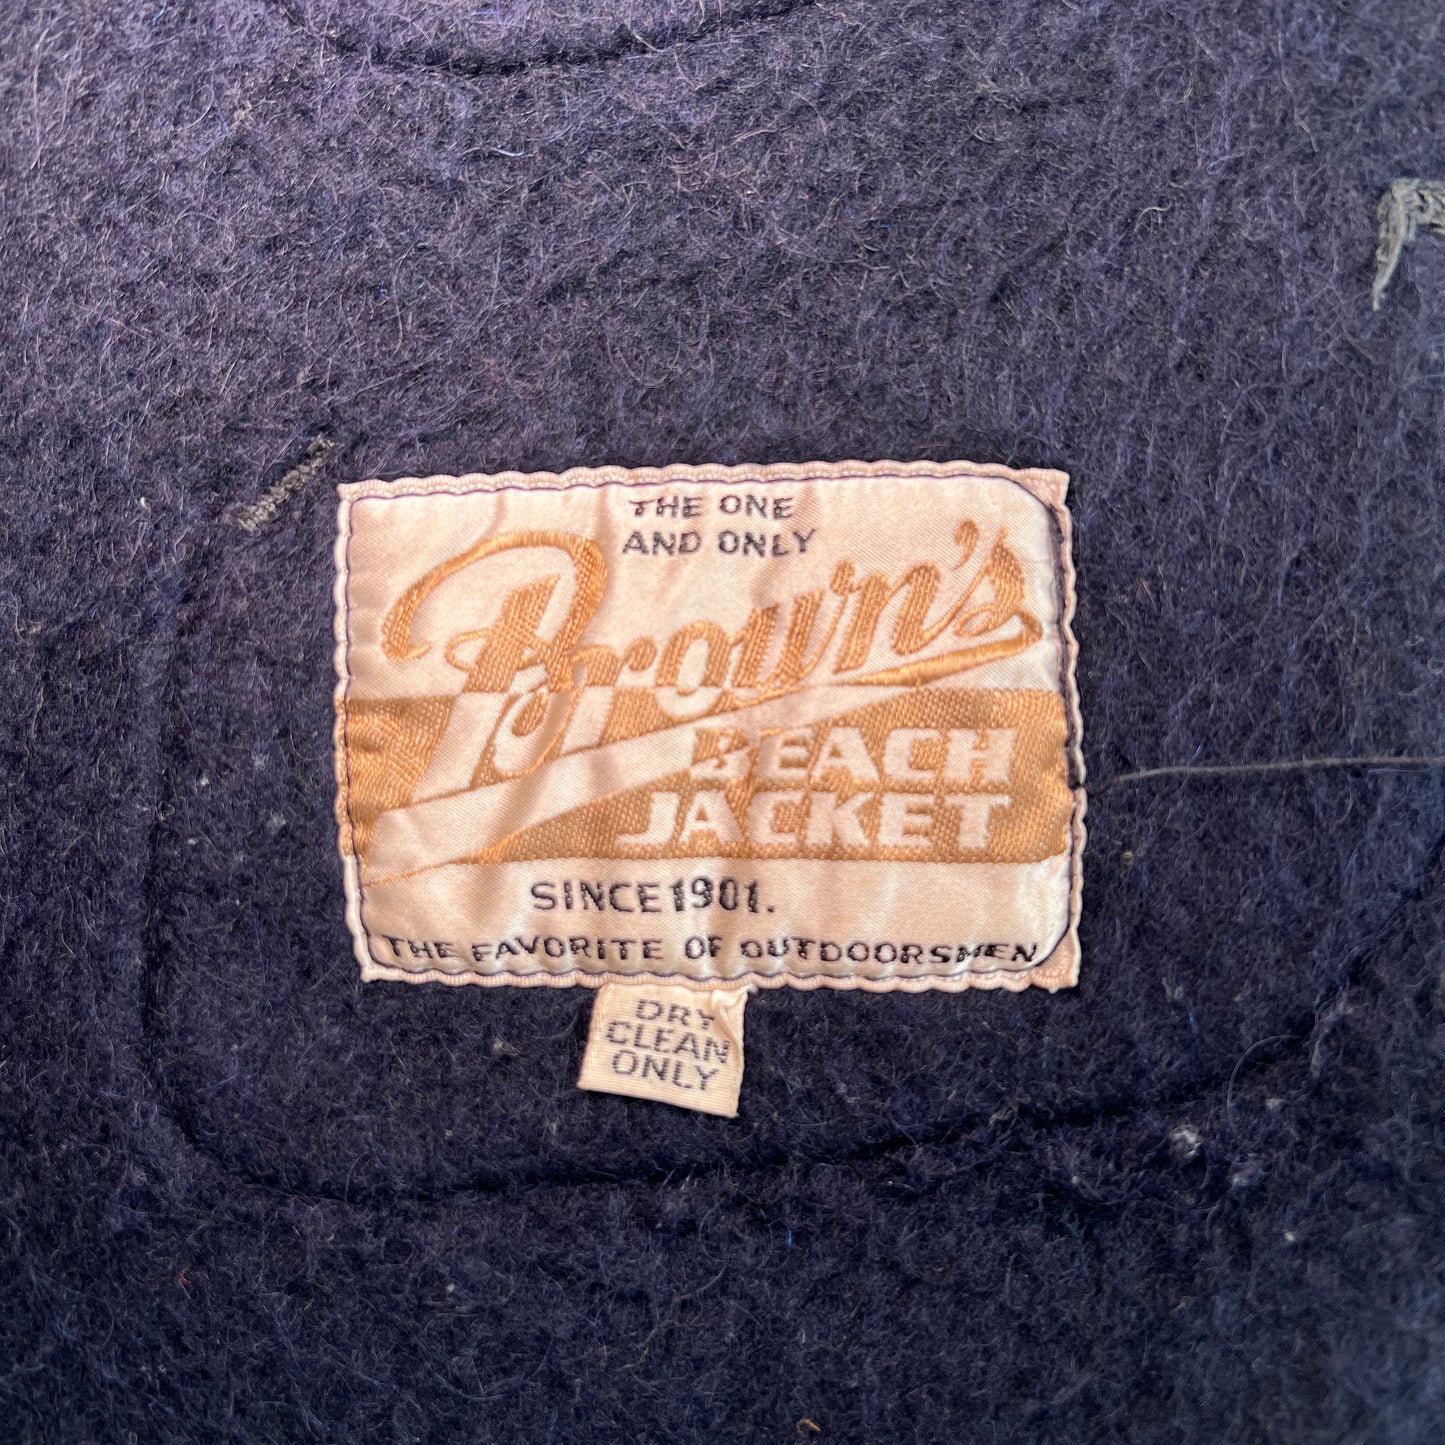 THE ONE
AND ONLY
Brown's
BEACH
JACKET
SINCE 1901.
THE FAVORITE OF OUTDOORSMEN
DRY
CLEAN
ONLY